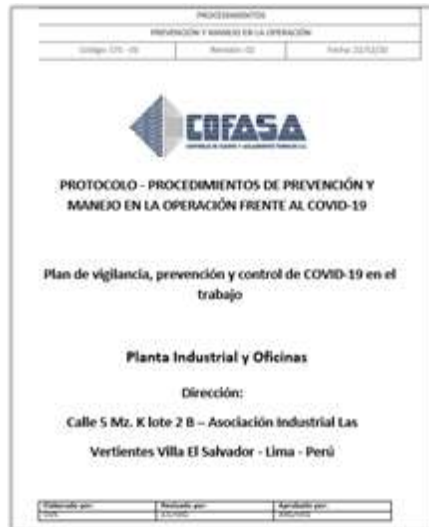 PROCEDIMIENTOS
PREVENCIÓN Y MANEJO EN LA OPERACIÓN
COFASA
PROTOCOLO - PROCEDIMIENTOS DE PREVENCIÓN Y
MANEJO EN LA OPERACIÓN FRENTE AL COVID-19
Plan de vigilancia, prevención y control de COVID-19 en el
trabajo
Planta Industrial y Oficinas
Dirección:
Calle 5 Mz. K lote 2 B – Asociación Industrial Las
Vertientes Villa El Salvador - Lima - Perú
Elaborado por: Revisado por: Aprobado por: